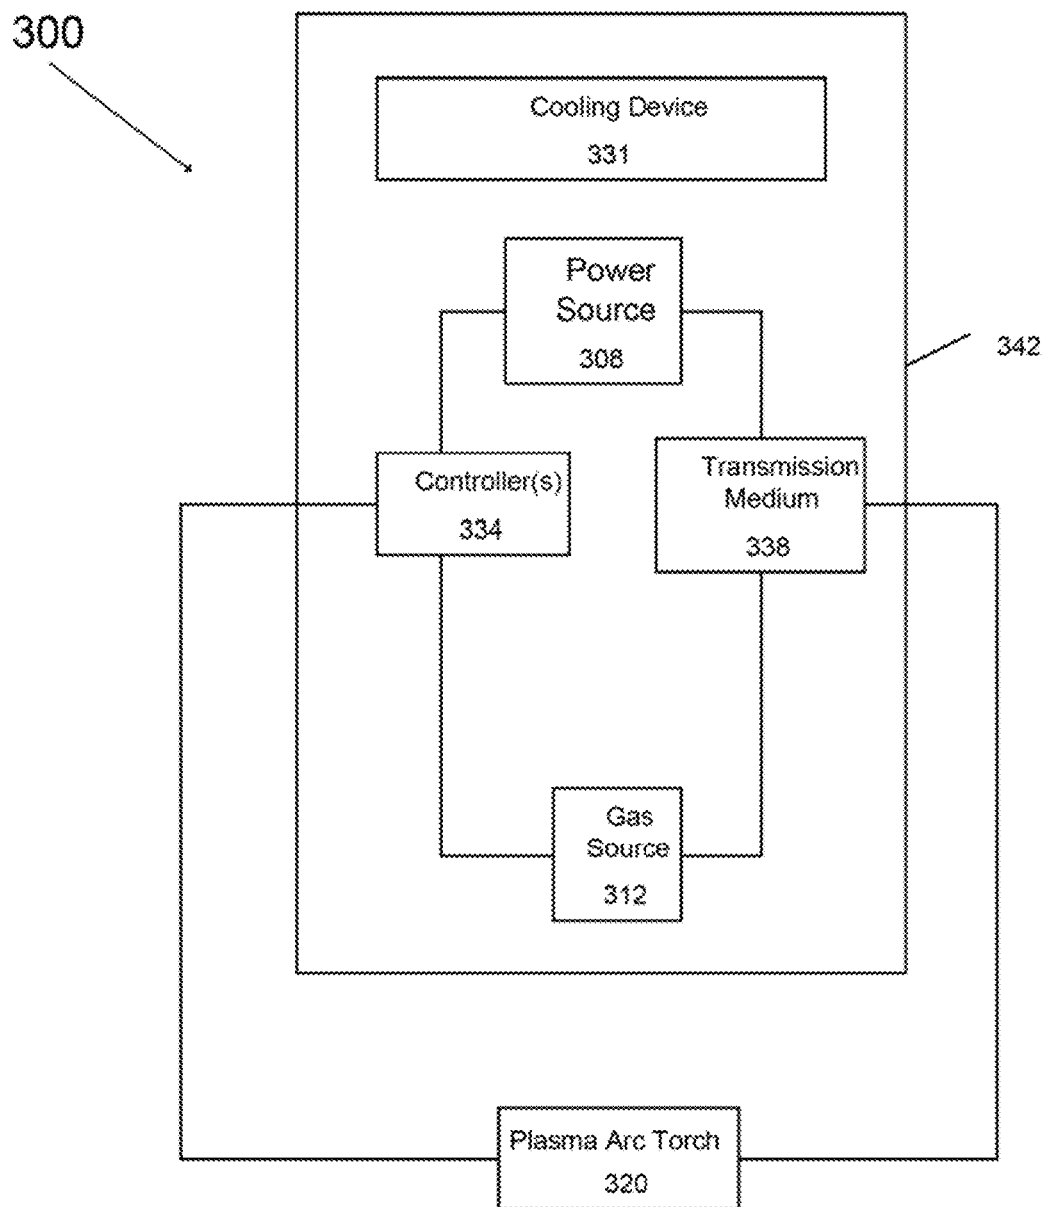 300
Cooling Device
331
Power
Source
308
342
Controller(s)
334
Transmission
Medium
338
Gas
Source
312
Plasma Arc Torch
320